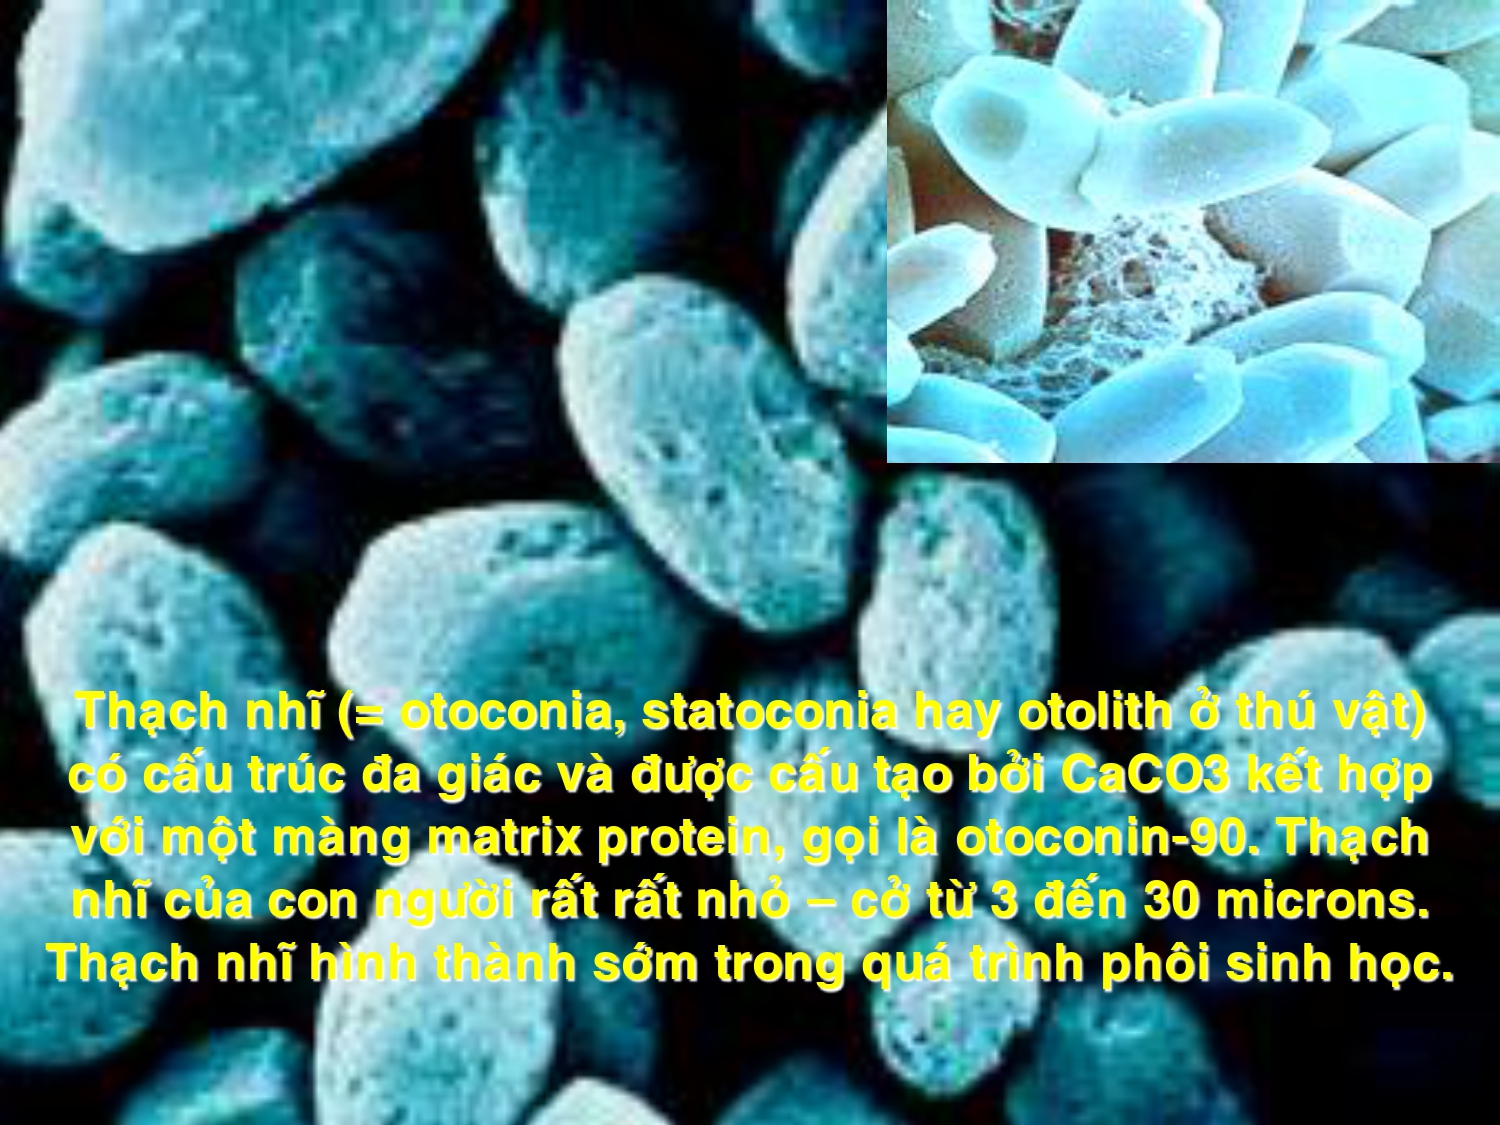 Thạch nhĩ (= otoconia, statoconia hay otolith ở thú vật)
có cấu trúc đa giác và được cấu tạo bởi CaCO3 kết hợp
với một màng matrix protein, gọi là otoconin-90. Thạch
nhĩ của con người rất rất nhỏ – cở từ 3 đến 30 microns.
Thạch nhĩ hình thành sớm trong quá trình phôi sinh học.